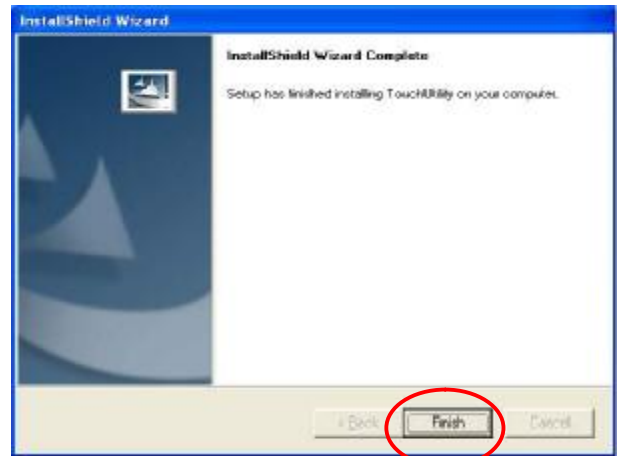 InstallShield Wizard
InstallShield Wizard Complete
Setup has finished installing TouchUtility on your computer.
< Back
Finish
Cancel